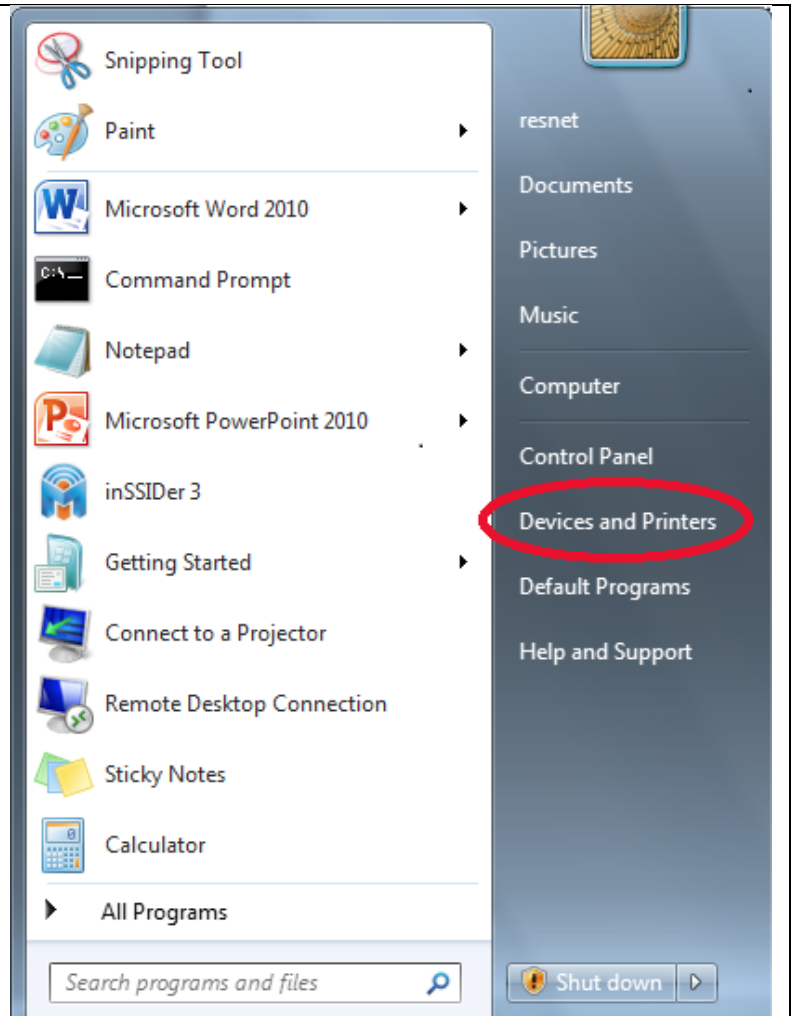 Snipping Tool
Paint
Microsoft Word 2010
C:\
Command Prompt
Notepad
Microsoft PowerPoint 2010
inSSIDer 3
Getting Started
Connect to a Projector
Remote Desktop Connection
Sticky Notes
Calculator
All Programs
Search programs and files
resnet
Documents
Pictures
Music
Computer
Control Panel
Devices and Printers
Default Programs
Help and Support
Shut down